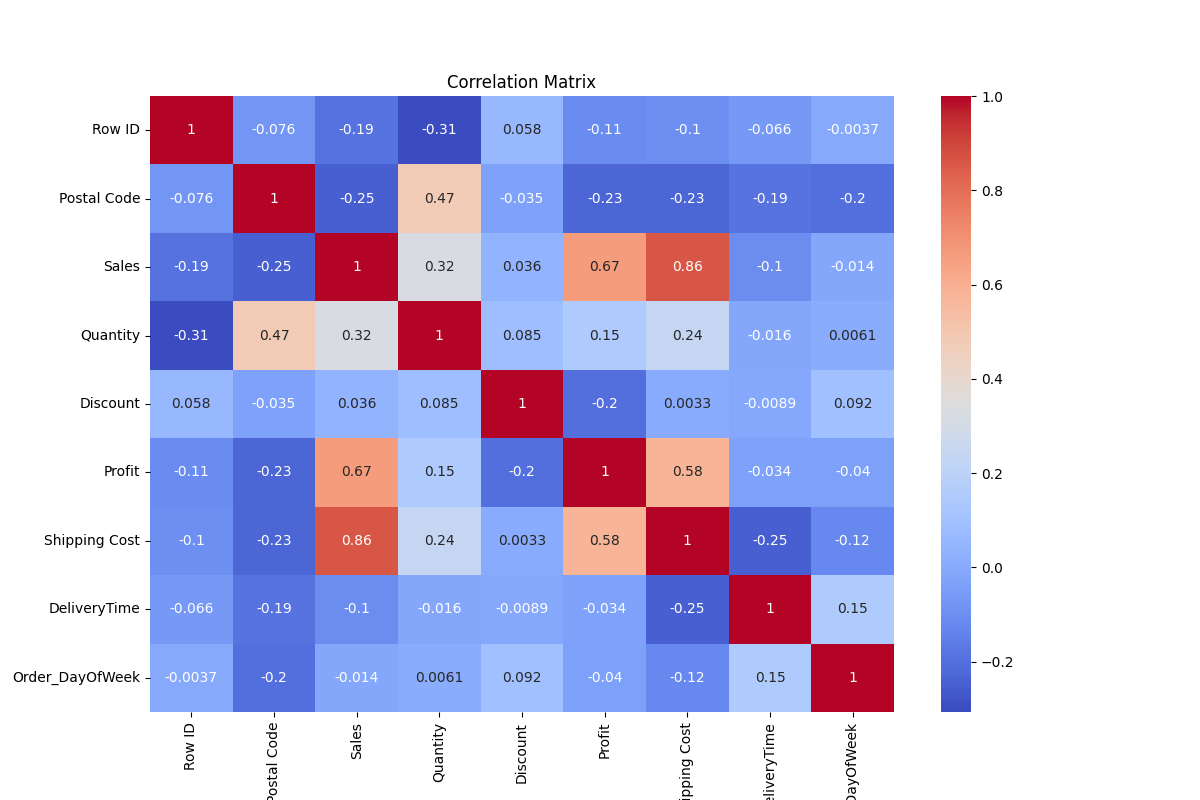 Correlation Matrix
Row ID 1 -0.076 -0.19 -0.31 0.058 -0.11 -0.1 -0.066 -0.0037
Postal Code -0.076 1 -0.25 0.47 -0.035 -0.23 -0.23 -0.19 -0.2
Sales -0.19 -0.25 1 0.32 0.036 0.67 0.86 -0.1 -0.014
Quantity -0.31 0.47 0.32 1 0.085 0.15 0.24 -0.016 0.0061
Discount 0.058 -0.035 0.036 0.085 1 -0.2 0.0033 -0.0089 0.092
Profit -0.11 -0.23 0.67 0.15 -0.2 1 0.58 -0.034 -0.04
Shipping Cost -0.1 -0.23 0.86 0.24 0.0033 0.58 1 -0.25 -0.12
DeliveryTime -0.066 -0.19 -0.1 -0.016 -0.0089 -0.034 -0.25 1 0.15
Order_DayOfWeek -0.0037 -0.2 -0.014 0.0061 0.092 -0.04 -0.12 0.15 1
Row ID
Postal Code
Sales
Quantity
Discount
Profit
ipping Cost
eliveryTime
DayOfWeek
1.0
0.8
0.6
0.4
0.2
0.0
−0.2